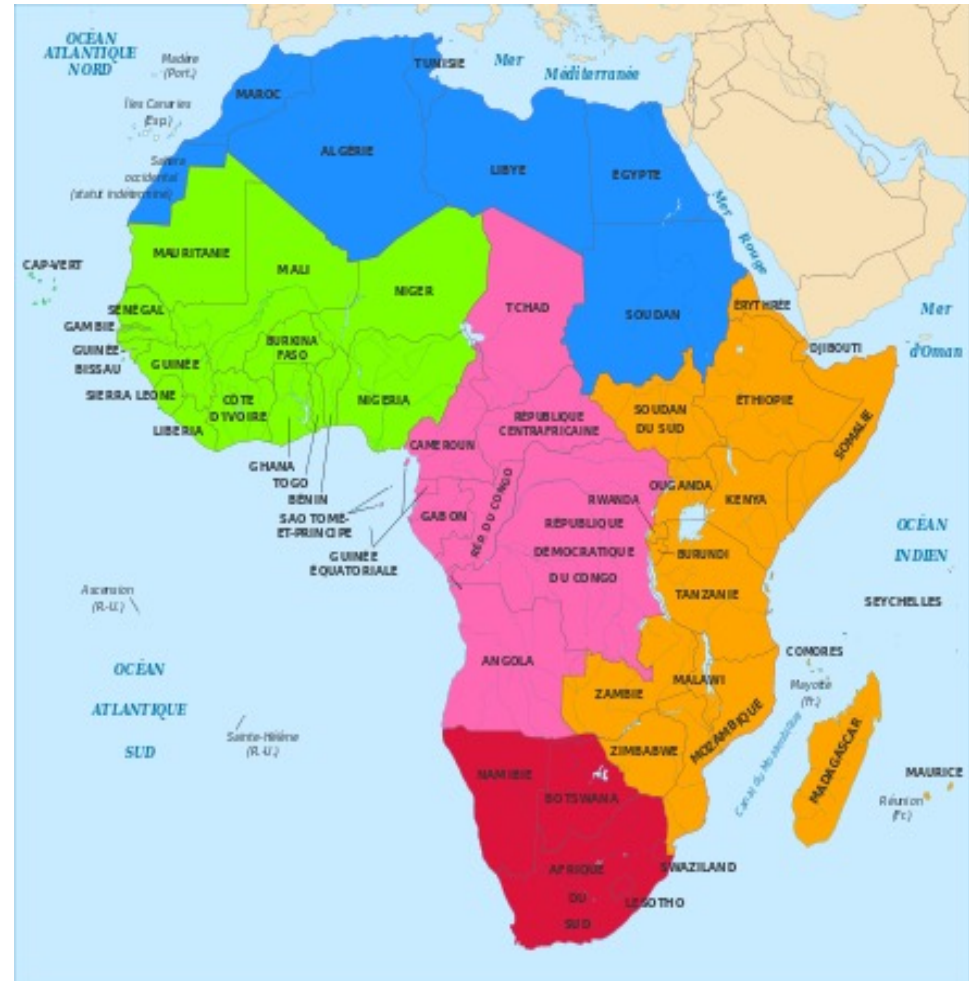 OCÉAN
ATLANTIQUE
NORD
Madère
(Port.)
TUNISIE
Mer
Méditerranée
MAROC
Îles Canaries
(Esp.)
ALGÉRIE
LIBYE
ÉGYPTE
Sahara
occidental
(statut indéterminé)
Mer Rouge
CAP-VERT
MAURITANIE
MALI
NIGER
TCHAD
SOUDAN
ÉRYTHRÉE
Mer
d'Oman
SÉNÉGAL
GAMBIE
GUINÉE-
BISSAU
GUINÉE
BURKINA
FASO
DJIBOUTI
SIERRA LEONE
CÔTE
D'IVOIRE
NIGERIA
SOUDAN
DU SUD
ÉTHIOPIE
SOMALIE
LIBERIA
RÉPUBLIQUE
CENTRAFRICAINE
CAMEROUN
GHANA
TOGO
BÉNIN
SAO TOMÉ-
ET-PRINCIPE
GUINÉE
ÉQUATORIALE
GABON
RÉP. DU CONGO
RWANDA
OUGANDA
KENYA
RÉPUBLIQUE
DÉMOCRATIQUE
DU CONGO
BURUNDI
TANZANIE
OCÉAN
INDIEN
SEYCHELLES
Ascension
(R.-U.)
OCÉAN
ATLANTIQUE
SUD
ANGOLA
ZAMBIE
MALAWI
COMORES
Mayotte
(Fr.)
MOZAMBIQUE
Canal du Mozambique
MADAGASCAR
Sainte-Hélène
(R.-U.)
ZIMBABWE
NAMIBIE
BOTSWANA
MAURICE
Réunion
(Fr.)
AFRIQUE
DU
SUD
SWAZILAND
LESOTHO